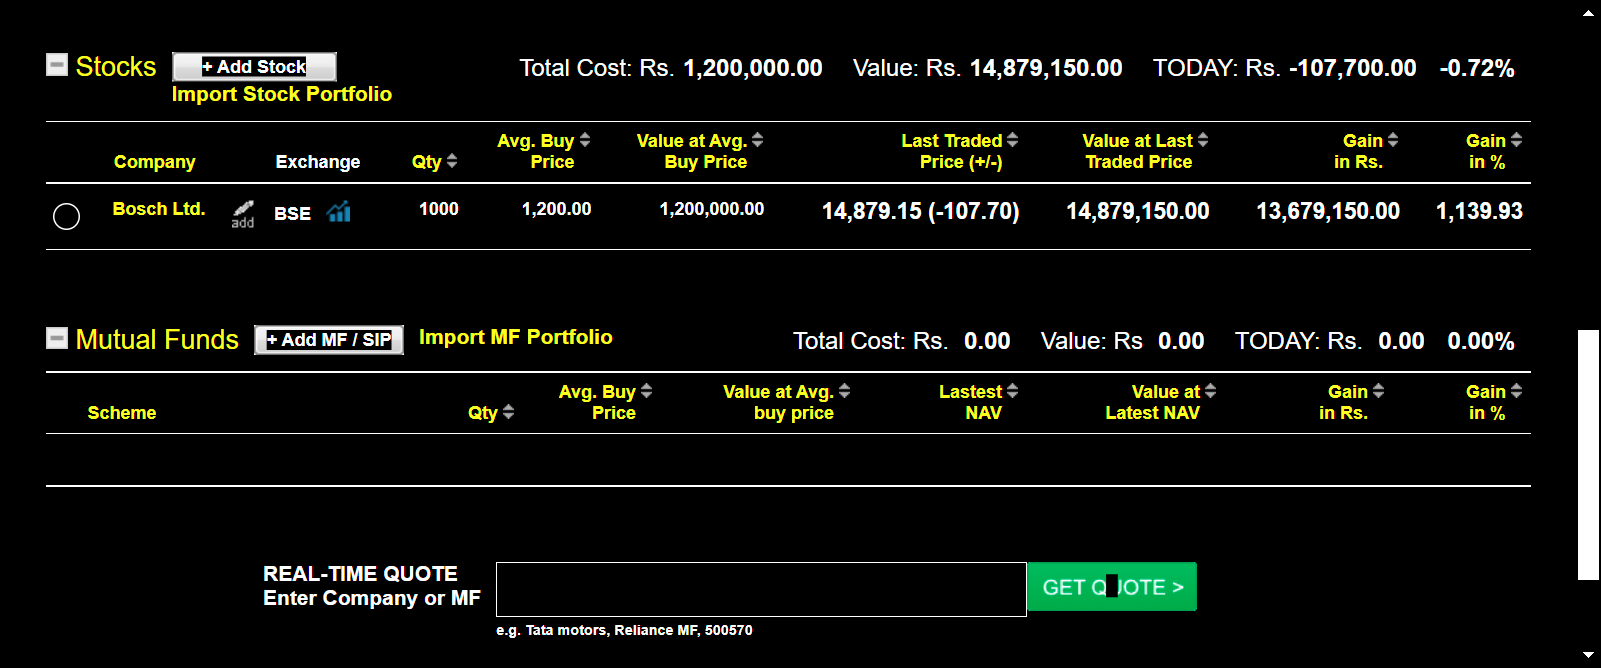 Stocks + Add Stock Total Cost: Rs. 1,200,000.00 Value: Rs. 14,879,150.00 TODAY: Rs. -107,700.00 -0.72%
Import Stock Portfolio
Avg. Buy Value at Avg. Last Traded Value at Last Gain Gain
Company Exchange Qty Price Buy Price Price (+/-) Traded Price in Rs. in %
Bosch Ltd. add BSE 1000 1,200.00 1,200,000.00 14,879.15 (-107.70) 14,879,150.00 13,679,150.00 1,139.93
Mutual Funds + Add MF / SIP Import MF Portfolio Total Cost: Rs. 0.00 Value: Rs 0.00 TODAY: Rs. 0.00 0.00%
Avg. Buy Value at Avg. Lastest Value at Gain Gain
Scheme Qty Price buy price NAV Latest NAV in Rs. in %
REAL-TIME QUOTE
Enter Company or MF
GET QUOTE >
e.g. Tata motors, Reliance MF, 500570